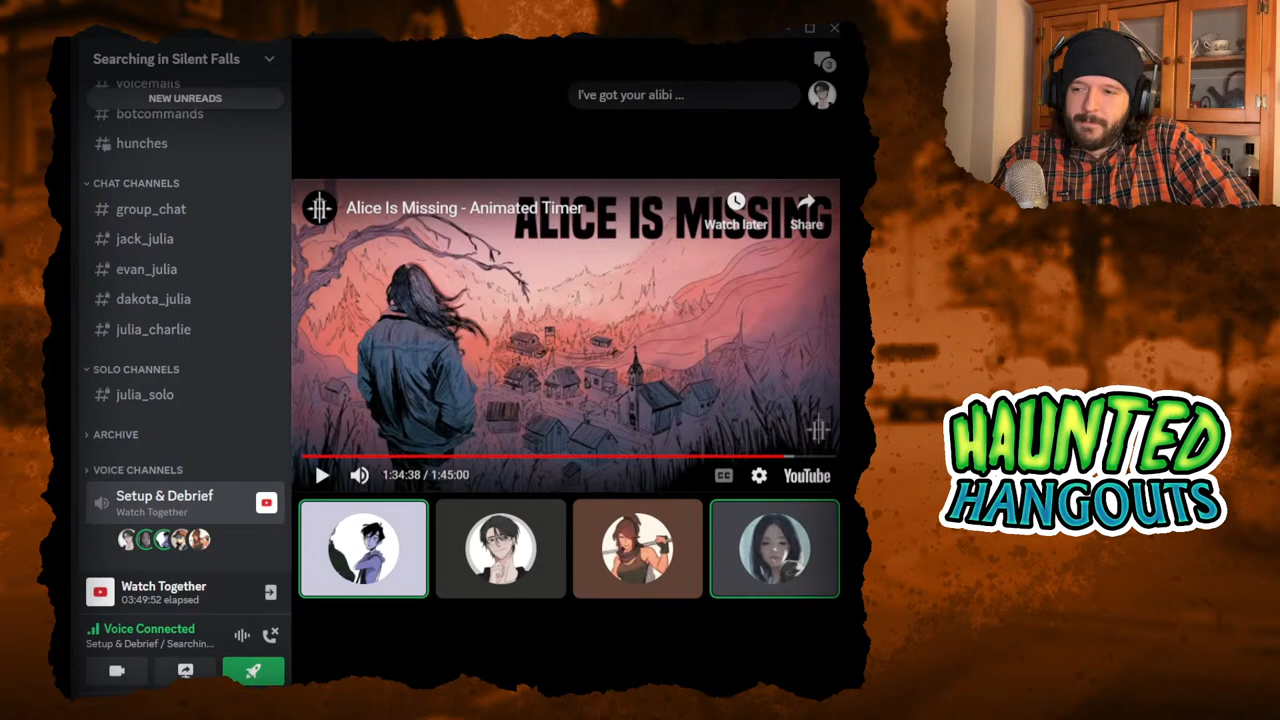 Searching in Silent Falls
voicemails
NEW UNREADS
botcommands
hunches
CHAT CHANNELS
group_chat
jack_julia
evan_julia
dakota_julia
julia_charlie
SOLO CHANNELS
julia_solo
ARCHIVE
VOICE CHANNELS
Setup & Debrief
Watch Together
Watch Together
03:49:52 elapsed
Voice Connected
Setup & Debrief / Searchin...
3
I've got your alibi ...
Alice Is Missing - Animated Timer
ALICE IS MISSING
Watch later
Share
1:34:38 / 1:45:00
CC
YouTube
HAUNTED
HANGOUTS